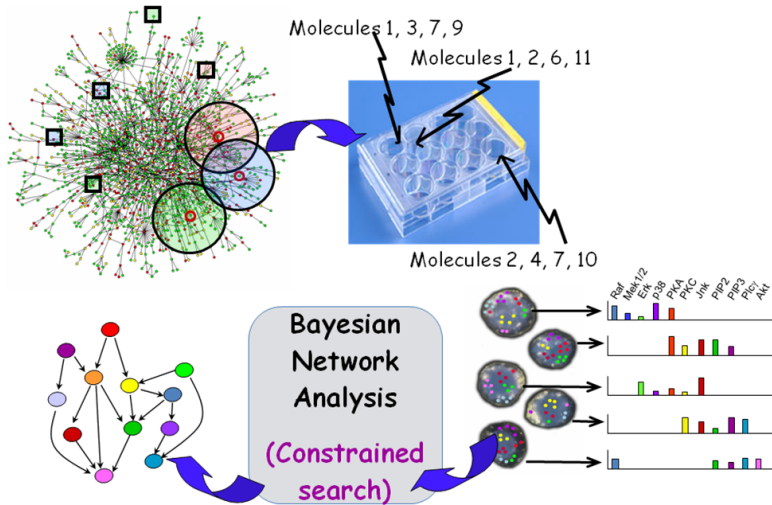 Molecules 1, 3, 7, 9
Molecules 1, 2, 6, 11
Molecules 2, 4, 7, 10
Raf
Mek1/2
Erk
p38
PKA
PKC
Jnk
PIP2
PIP3
Plcγ
Akt
Bayesian
Network
Analysis
(Constrained
search)